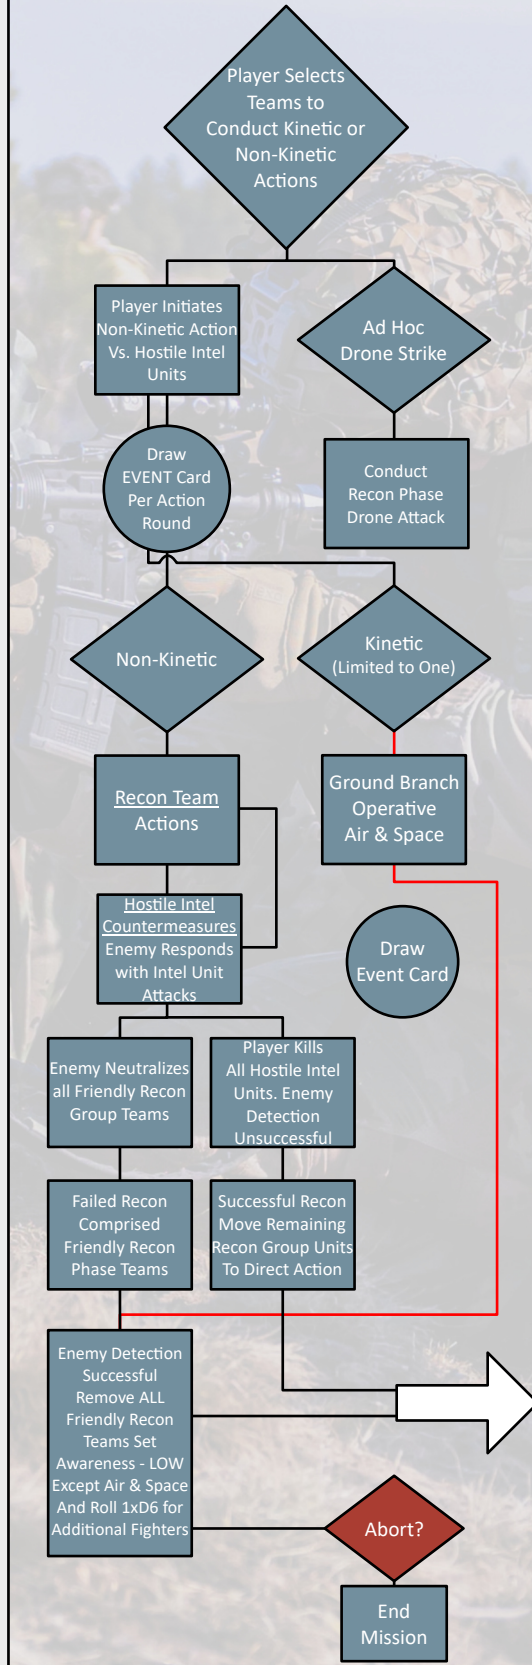 Player Selects
Teams to
Conduct Kinetic or
Non-Kinetic
Actions
Player Initiates
Non-Kinetic Action
Vs. Hostile Intel
Units
Ad Hoc
Drone Strike
Draw
EVENT Card
Per Action
Round
Conduct
Recon Phase
Drone Attack
Non-Kinetic
Kinetic
(Limited to One)
Recon Team
Actions
Ground Branch
Operative
Air & Space
Hostile Intel
Countermeasures
Enemy Responds
with Intel Unit
Attacks
Draw
Event Card
Enemy Neutralizes
all Friendly Recon
Group Teams
Player Kills
All Hostile Intel
Units. Enemy
Detection
Unsuccessful
Failed Recon
Comprised
Friendly Recon
Phase Teams
Successful Recon
Move Remaining
Recon Group Units
To Direct Action
Enemy Detection
Successful
Remove ALL
Friendly Recon
Teams Set
Awareness - LOW
Except Air & Space
And Roll 1xD6 for
Additional Fighters
Abort?
End
Mission